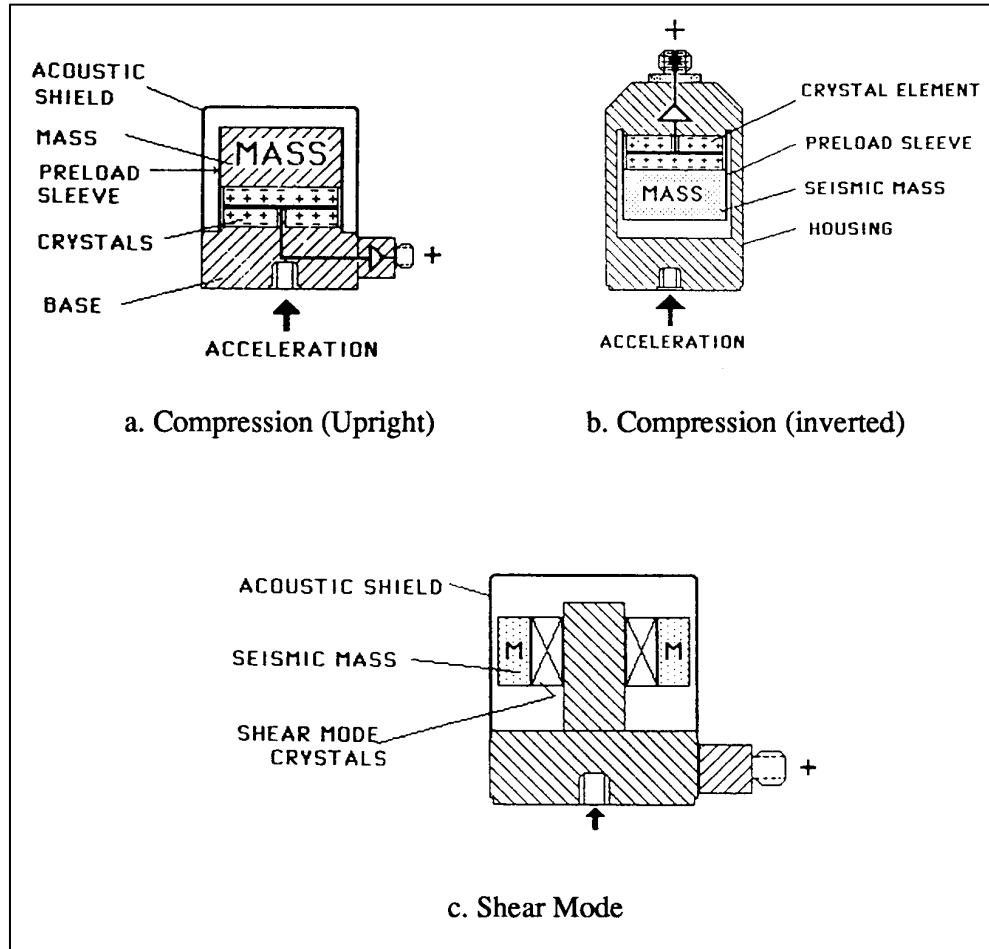 ACOUSTIC
SHIELD
MASS
PRELOAD
SLEEVE
CRYSTALS
BASE
MASS
+
ACCELERATION
a. Compression (Upright)
+
CRYSTAL ELEMENT
PRELOAD SLEEVE
SEISMIC MASS
HOUSING
MASS
ACCELERATION
b. Compression (inverted)
ACOUSTIC SHIELD
SEISMIC MASS
SHEAR MODE
CRYSTALS
M
M
+
c. Shear Mode